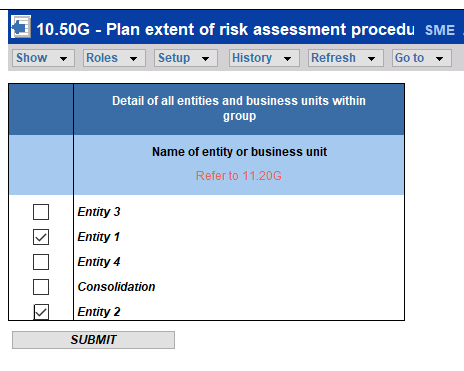 10.50G - Plan extent of risk assessment procedu SME
Show Roles Setup History Refresh Go to
Detail of all entities and business units within
group
Name of entity or business unit
Refer to 11.20G
Entity 3
Entity 1
Entity 4
Consolidation
Entity 2
SUBMIT